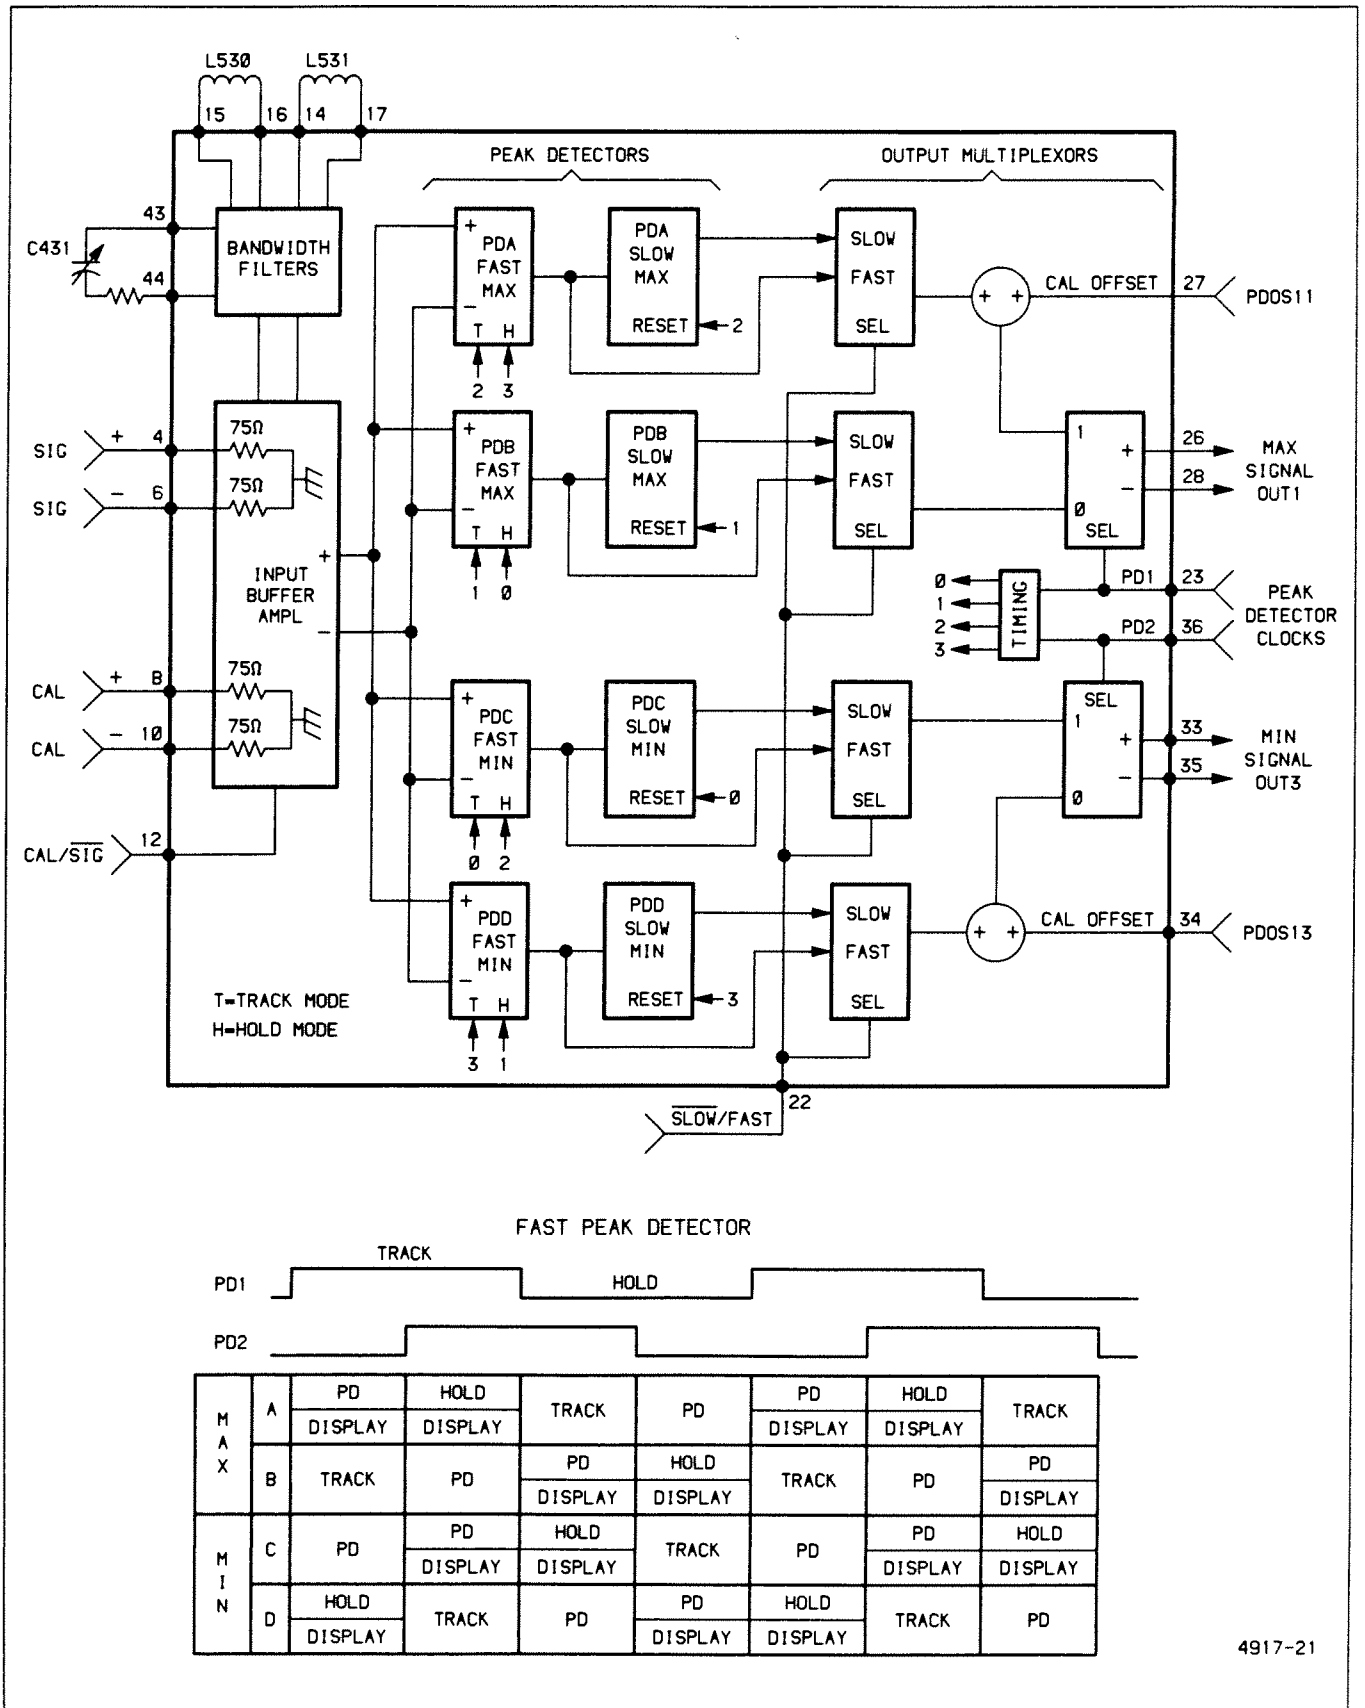 L530 L531
15 16 14 17
PEAK DETECTORS
OUTPUT MULTIPLEXORS
43
C431
44
BANDWIDTH
FILTERS
PDA
FAST
MAX
+
−
T H
2 3
PDA
SLOW
MAX
RESET 2
SLOW
FAST
SEL
+ +
CAL OFFSET 27 PDOS11
SIG + 4 75Ω
SIG − 6 75Ω
INPUT
BUFFER
AMPL
+
−
CAL + 8 75Ω
CAL − 10 75Ω
CAL/S̅I̅G̅ 12
+
−
PDB
FAST
MAX
T H
1 0
PDB
SLOW
MAX
RESET 1
SLOW
FAST
SEL
1
0
SEL
+ 26
− 28
MAX
SIGNAL
OUT1
0
1
2
3
TIMING
PD1 23
PD2 36
PEAK
DETECTOR
CLOCKS
+
−
PDC
FAST
MIN
T H
0 2
PDC
SLOW
MIN
RESET 0
SLOW
FAST
SEL
SEL
1
0
+ 33
− 35
MIN
SIGNAL
OUT3
+
−
PDD
FAST
MIN
T H
3 1
PDD
SLOW
MIN
RESET 3
SLOW
FAST
SEL
+ +
CAL OFFSET 34 PDOS13
T=TRACK MODE
H=HOLD MODE
22
S̅L̅O̅W̅/FAST
FAST PEAK DETECTOR
PD1 TRACK HOLD
PD2
MAX
A PD DISPLAY HOLD DISPLAY TRACK PD PD DISPLAY HOLD DISPLAY TRACK
B TRACK PD PD DISPLAY HOLD DISPLAY TRACK PD PD DISPLAY
MIN
C PD PD DISPLAY HOLD DISPLAY TRACK PD PD DISPLAY HOLD DISPLAY
D HOLD DISPLAY TRACK PD PD DISPLAY HOLD DISPLAY TRACK PD
4917-21